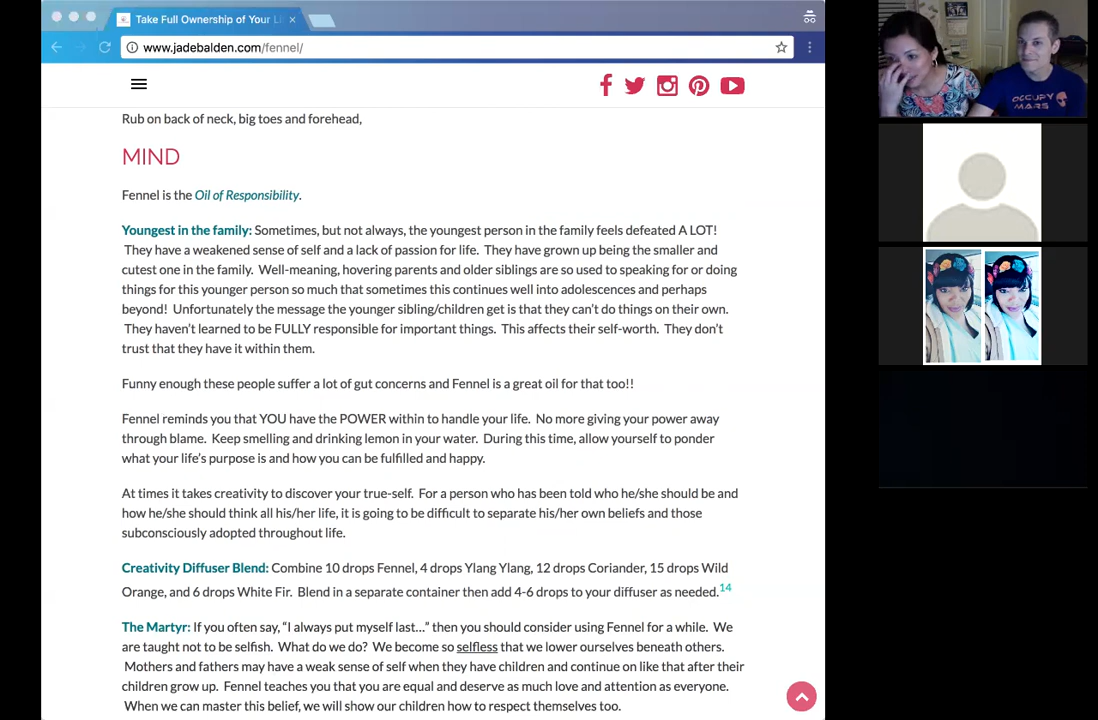 Take Full Ownership of Your Li
www.jadebalden.com/fennel/
Rub on back of neck, big toes and forehead,
MIND
Fennel is the Oil of Responsibility.
Youngest in the family: Sometimes, but not always, the youngest person in the family feels defeated A LOT!
They have a weakened sense of self and a lack of passion for life. They have grown up being the smaller and
cutest one in the family. Well-meaning, hovering parents and older siblings are so used to speaking for or doing
things for this younger person so much that sometimes this continues well into adolescences and perhaps
beyond! Unfortunately the message the younger sibling/children get is that they can't do things on their own.
They haven't learned to be FULLY responsible for important things. This affects their self-worth. They don't
trust that they have it within them.
Funny enough these people suffer a lot of gut concerns and Fennel is a great oil for that too!!
Fennel reminds you that YOU have the POWER within to handle your life. No more giving your power away
through blame. Keep smelling and drinking lemon in your water. During this time, allow yourself to ponder
what your life's purpose is and how you can be fulfilled and happy.
At times it takes creativity to discover your true-self. For a person who has been told who he/she should be and
how he/she should think all his/her life, it is going to be difficult to separate his/her own beliefs and those
subconsciously adopted throughout life.
Creativity Diffuser Blend: Combine 10 drops Fennel, 4 drops Ylang Ylang, 12 drops Coriander, 15 drops Wild
Orange, and 6 drops White Fir. Blend in a separate container then add 4-6 drops to your diffuser as needed.14
The Martyr: If you often say, "I always put myself last..." then you should consider using Fennel for a while. We
are taught not to be selfish. What do we do? We become so selfless that we lower ourselves beneath others.
Mothers and fathers may have a weak sense of self when they have children and continue on like that after their
children grow up. Fennel teaches you that you are equal and deserve as much love and attention as everyone.
When we can master this belief, we will show our children how to respect themselves too.
OCCUPY
MARS